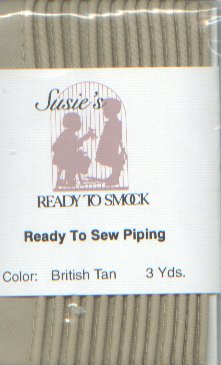 Susie's
READY TO SMOCK
Ready To Sew Piping
Color: British Tan 3 Yds.